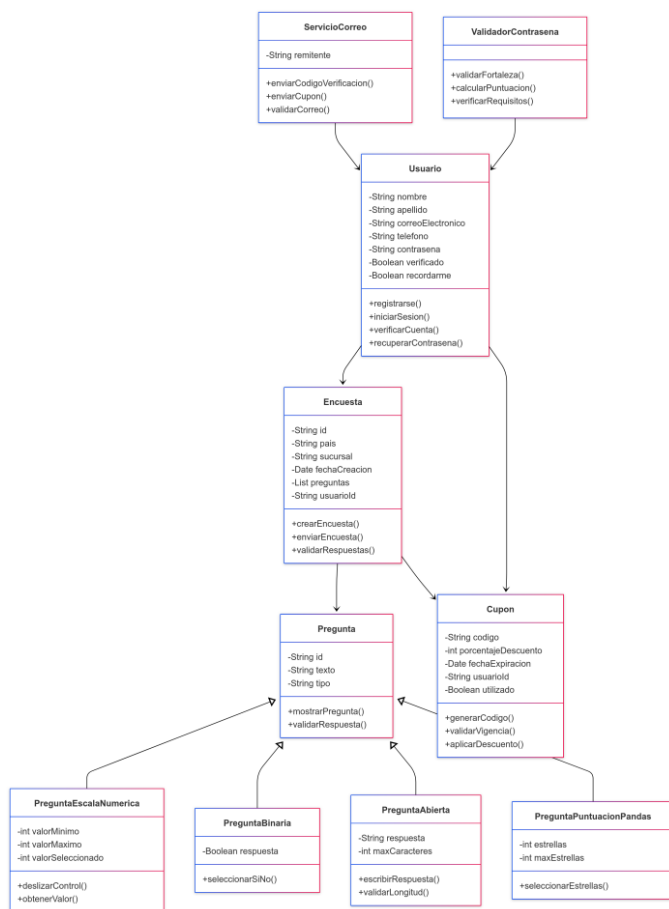 ServicioCorreo
-String remitente
+enviarCodigoVerificacion()
+enviarCupon()
+validarCorreo()
ValidadorContrasena
+validarFortaleza()
+calcularPuntuacion()
+verificarRequisitos()
Usuario
-String nombre
-String apellido
-String correoElectronico
-String telefono
-String contrasena
-Boolean verificado
-Boolean recordarme
+registrarse()
+iniciarSesion()
+verificarCuenta()
+recuperarContrasena()
Encuesta
-String id
-String pais
-String sucursal
-Date fechaCreacion
-List preguntas
-String usuarioId
+crearEncuesta()
+enviarEncuesta()
+validarRespuestas()
Pregunta
-String id
-String texto
-String tipo
+mostrarPregunta()
+validarRespuesta()
Cupon
-String codigo
-int porcentajeDescuento
-Date fechaExpiracion
-String usuarioId
-Boolean utilizado
+generarCodigo()
+validarVigencia()
+aplicarDescuento()
PreguntaEscalaNumerica
-int valorMinimo
-int valorMaximo
-int valorSeleccionado
+deslizarControl()
+obtenerValor()
PreguntaBinaria
-Boolean respuesta
+seleccionarSiNo()
PreguntaAbierta
-String respuesta
-int maxCaracteres
+escribirRespuesta()
+validarLongitud()
PreguntaPuntuacionPandas
-int estrellas
-int maxEstrellas
+seleccionarEstrellas()